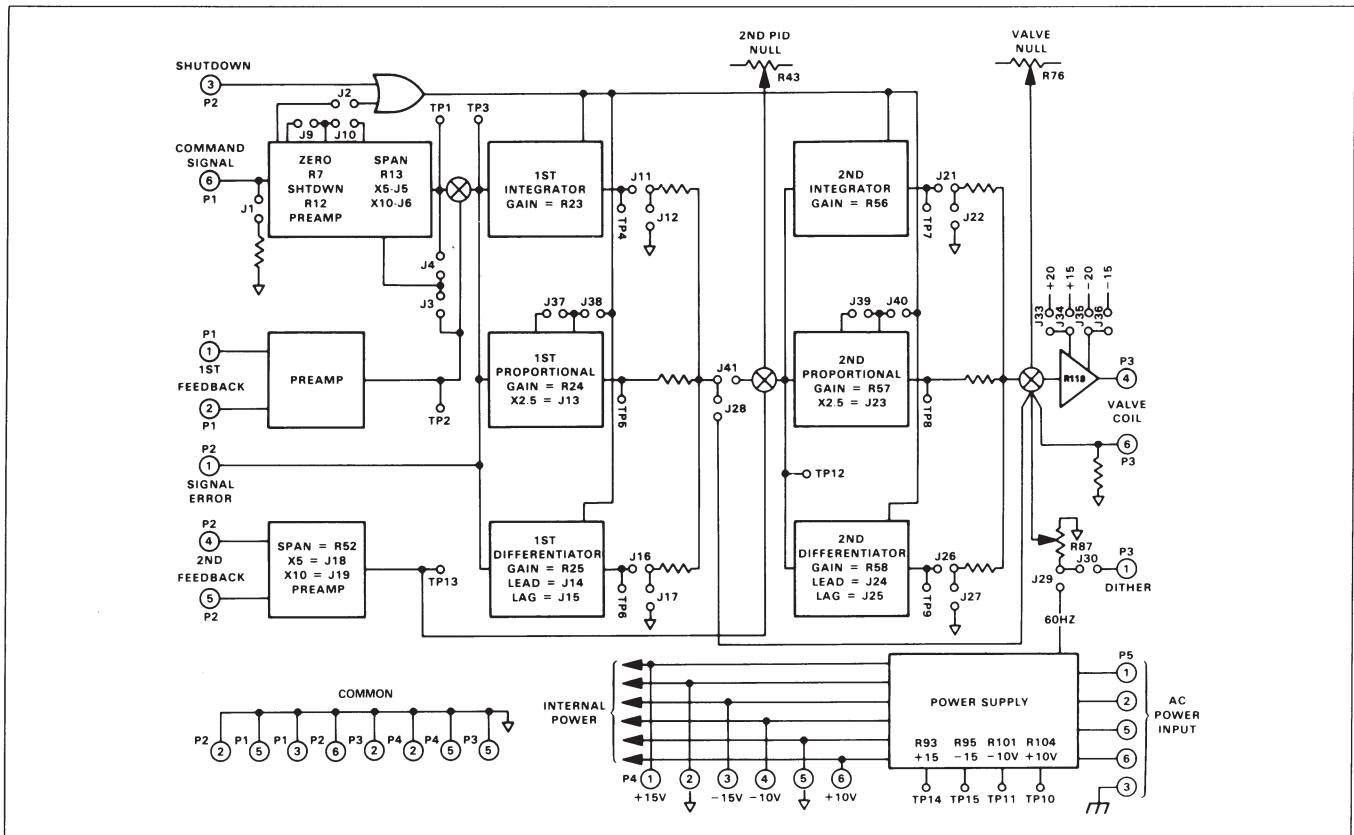 2ND PID
NULL
R43
VALVE
NULL
R76
SHUTDOWN
3
P2
J2
J9
J10
TP1
TP3
COMMAND
SIGNAL
6
P1
J1
ZERO
R7
SHTDWN
R12
PREAMP
SPAN
R13
X5-J5
X10-J6
1ST
INTEGRATOR
GAIN = R23
J11
J12
TP4
2ND
INTEGRATOR
GAIN = R56
J21
J22
TP7
J4
J3
+20
+15
-20
-15
J33
J34
J35
J36
P1
1
1ST
FEEDBACK
2
P1
PREAMP
TP2
J37
J38
1ST
PROPORTIONAL
GAIN = R24
X2.5 = J13
TP5
J41
J28
J39
J40
2ND
PROPORTIONAL
GAIN = R57
X2.5 = J23
TP8
R119
P3
4
VALVE
COIL
6
P3
P2
1
SIGNAL
ERROR
TP12
P2
4
2ND
FEEDBACK
5
P2
SPAN = R52
X5 = J18
X10 = J19
PREAMP
TP13
1ST
DIFFERENTIATOR
GAIN = R25
LEAD = J14
LAG = J15
J16
J17
TP6
2ND
DIFFERENTIATOR
GAIN = R58
LEAD = J24
LAG = J25
J26
J27
TP9
R87
J30
J29
P3
1
DITHER
60HZ
COMMON
P2 P1 P1 P2 P3 P4 P4 P3
2 5 3 6 2 2 5 5
INTERNAL
POWER
P4 1 2 3 4 5 6
+15V -15V -10V +10V
POWER SUPPLY
R93 R95 R101 R104
+15 -15 -10V +10V
TP14 TP15 TP11 TP10
P5
1
2
5
6
3
AC
POWER
INPUT